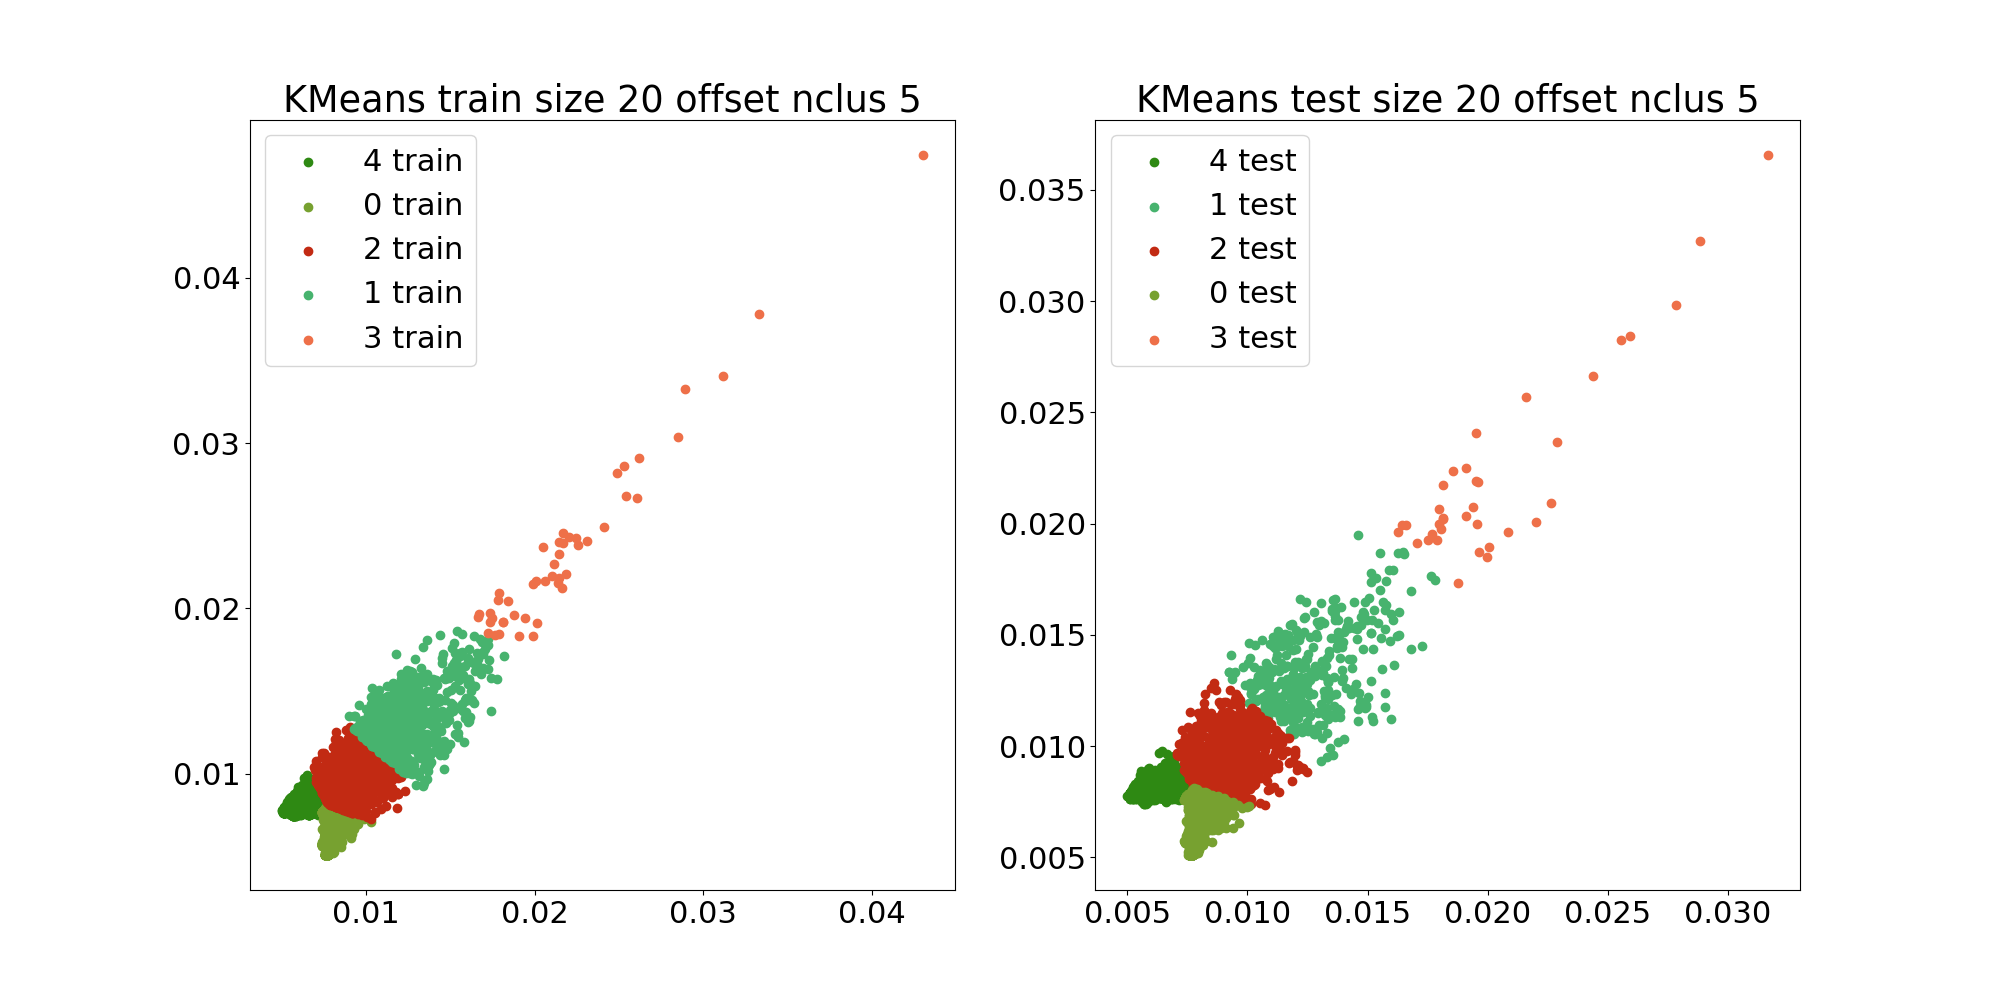 KMeans train size 20 offset nclus 5
4 train
0 train
2 train
1 train
3 train
0.04
0.03
0.02
0.01
0.01 0.02 0.03 0.04
KMeans test size 20 offset nclus 5
4 test
1 test
2 test
0 test
3 test
0.035
0.030
0.025
0.020
0.015
0.010
0.005
0.005 0.010 0.015 0.020 0.025 0.030